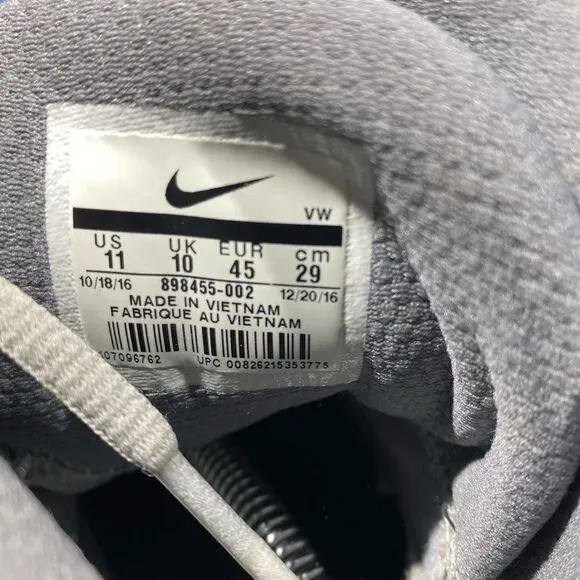 VW
US UK EUR cm
11 10 45 29
10/18/16 898455-002 12/20/16
MADE IN VIETNAM
FABRIQUE AU VIETNAM
107096762 UPC 00826215353775